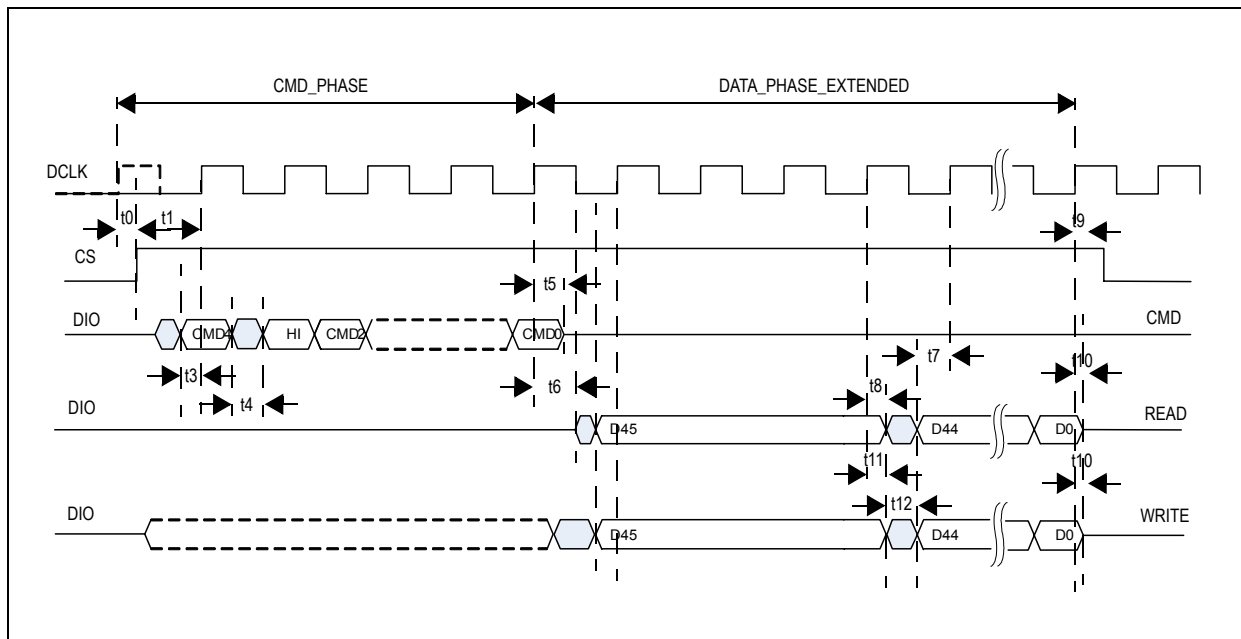 CMD_PHASE DATA_PHASE_EXTENDED
DCLK
t0 t1 t9
CS
t5
DIO CMD4 HI CMD2 CMD0 CMD
t7
t3 t4 t6 t8 t10
DIO D45 D44 D0 READ
t11 t10
t12
DIO D45 D44 D0 WRITE